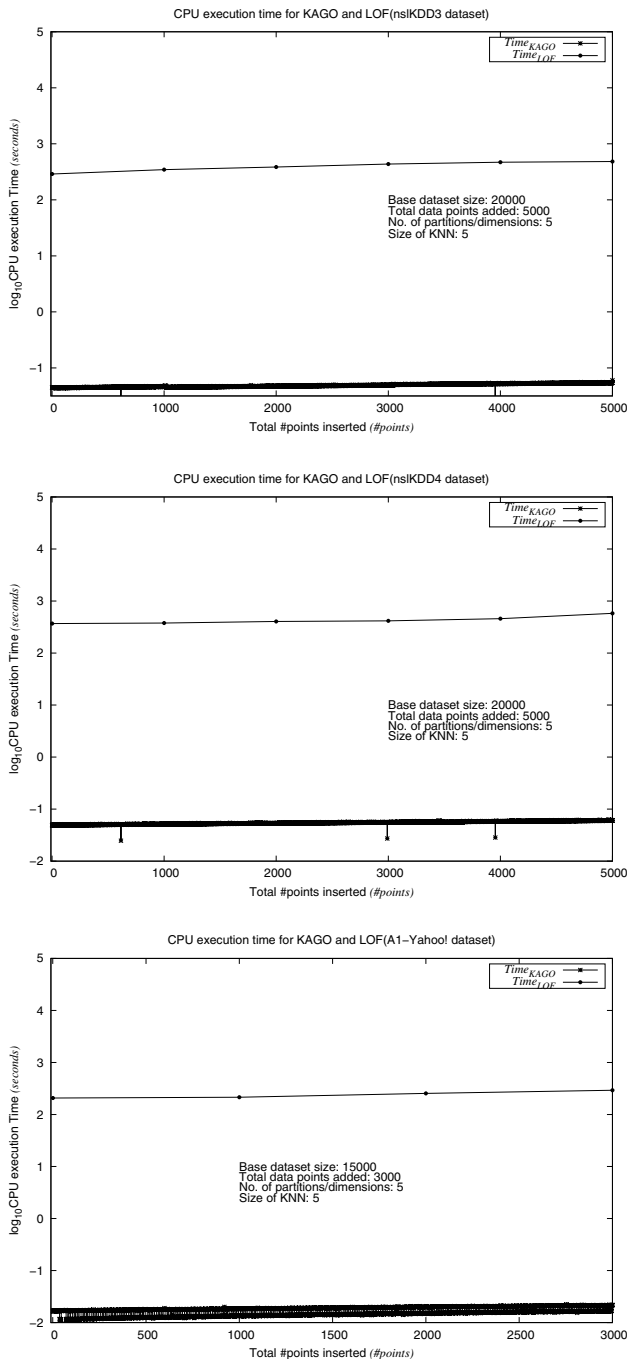 CPU execution time for KAGO and LOF(nslKDD3 dataset)
5
4
3
2
1
0
−1
log10CPU execution Time (seconds)
TimeKAGO
TimeLOF
Base dataset size: 20000
Total data points added: 5000
No. of partitions/dimensions: 5
Size of KNN: 5
0 1000 2000 3000 4000 5000
Total #points inserted (#points)
CPU execution time for KAGO and LOF(nslKDD4 dataset)
5
4
3
2
1
0
−1
−2
log10CPU execution Time (seconds)
TimeKAGO
TimeLOF
Base dataset size: 20000
Total data points added: 5000
No. of partitions/dimensions: 5
Size of KNN: 5
0 1000 2000 3000 4000 5000
Total #points inserted (#points)
CPU execution time for KAGO and LOF(A1−Yahoo! dataset)
5
4
3
2
1
0
−1
−2
log10CPU execution Time (seconds)
TimeKAGO
TimeLOF
Base dataset size: 15000
Total data points added: 3000
No. of partitions/dimensions: 5
Size of KNN: 5
0 500 1000 1500 2000 2500 3000
Total #points inserted (#points)